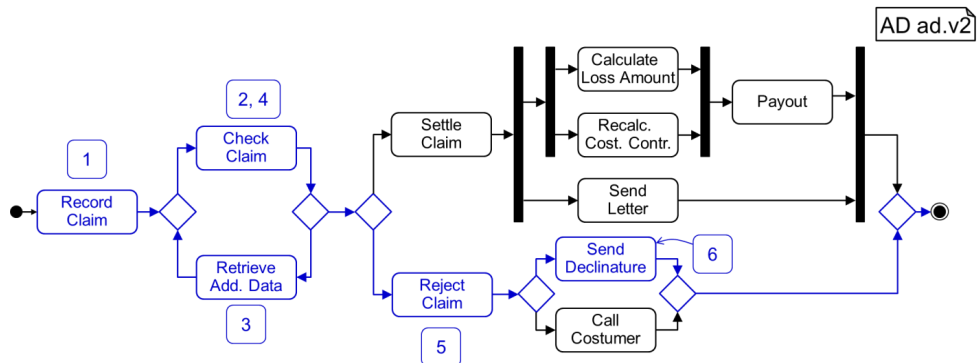 AD ad.v2
Calculate
Loss Amount
2, 4
Payout
Check
Claim
Settle
Claim
Recalc.
Cost. Contr.
1
Record
Claim
Send
Letter
Retrieve
Add. Data
Send
Declinature
6
Reject
Claim
3
Call
Costumer
5